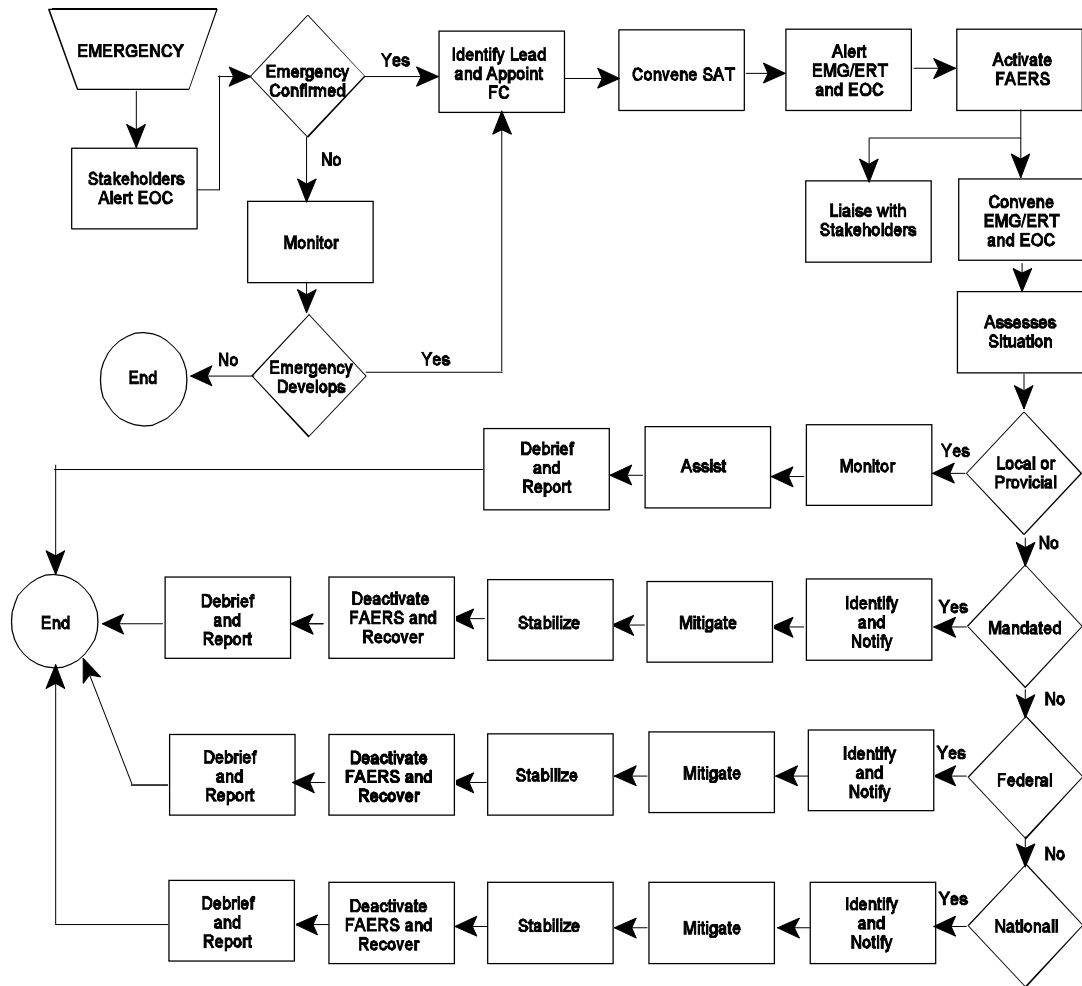 EMERGENCY
Stakeholders
Alert EOC
Emergency
Confirmed
Yes
No
Identify Lead
and Appoint
FC
Convene SAT
Alert
EMG/ERT
and EOC
Activate
FAERS
Liaise with
Stakeholders
Convene
EMG/ERT
and EOC
Monitor
Assesses
Situation
Emergency
Develops
No
End
Yes
Local or
Provicial
Yes
Monitor
Assist
Debrief
and
Report
No
Mandated
Yes
Identify
and
Notify
Mitigate
Stabilize
Deactivate
FAERS and
Recover
Debrief
and
Report
End
No
Federal
Yes
Identify
and
Notify
Mitigate
Stabilize
Deactivate
FAERS and
Recover
Debrief
and
Report
No
Nationall
Yes
Identify
and
Notify
Mitigate
Stabilize
Deactivate
FAERS and
Recover
Debrief
and
Report